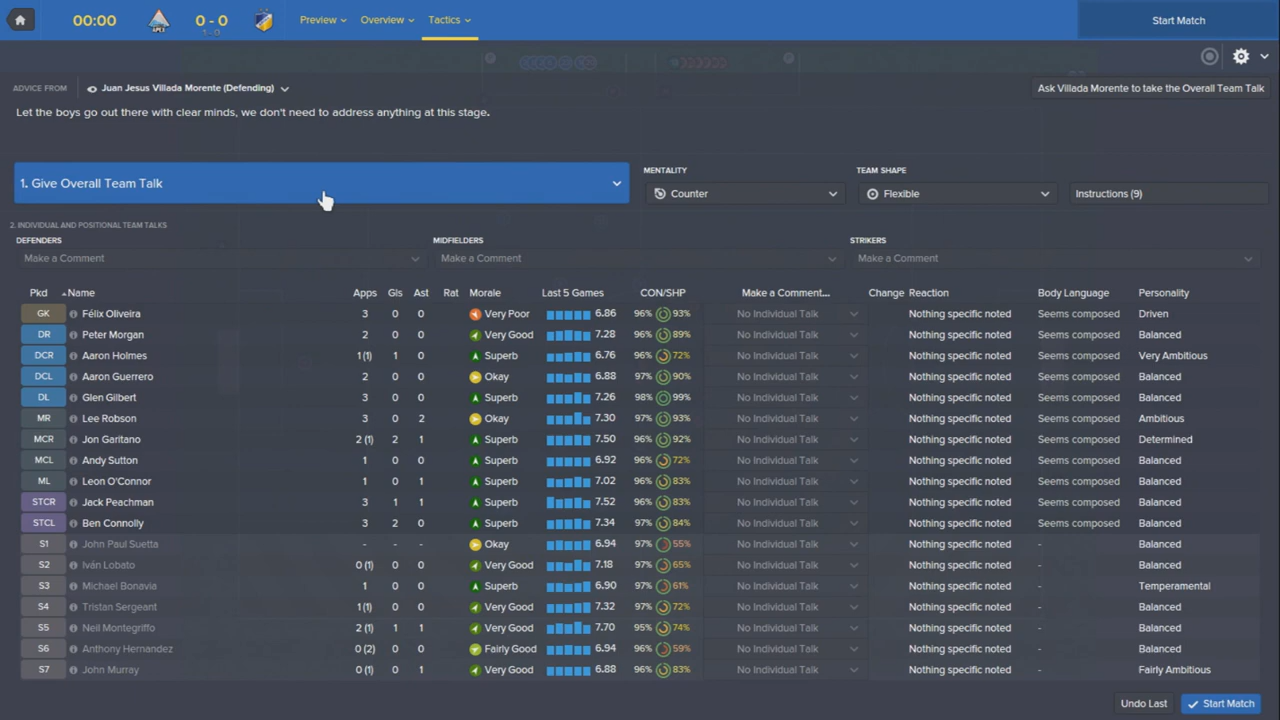 00:00 APEX 0 - 0 Preview Overview Tactics Start Match
1 - 0
ADVICE FROM Juan Jesus Villada Morente (Defending) Ask Villada Morente to take the Overall Team Talk
Let the boys go out there with clear minds, we don't need to address anything at this stage.
MENTALITY TEAM SHAPE
1. Give Overall Team Talk Counter Flexible Instructions (9)
2. INDIVIDUAL AND POSITIONAL TEAM TALKS
DEFENDERS MIDFIELDERS STRIKERS
Make a Comment Make a Comment Make a Comment
Pkd Name Apps Gls Ast Rat Morale Last 5 Games CON/SHP Make a Comment... Change Reaction Body Language Personality
GK Félix Oliveira 3 0 0 Very Poor 6.86 96% 93% No Individual Talk Nothing specific noted Seems composed Driven
DR Peter Morgan 2 0 0 Very Good 7.28 96% 89% No Individual Talk Nothing specific noted Seems composed Balanced
DCR Aaron Holmes 1 (1) 1 0 Superb 6.76 96% 72% No Individual Talk Nothing specific noted Seems composed Very Ambitious
DCL Aaron Guerrero 2 0 0 Okay 6.88 97% 90% No Individual Talk Nothing specific noted Seems composed Balanced
DL Glen Gilbert 3 0 0 Superb 7.26 98% 99% No Individual Talk Nothing specific noted Seems composed Balanced
MR Lee Robson 3 0 2 Okay 7.30 97% 93% No Individual Talk Nothing specific noted Seems composed Ambitious
MCR Jon Garitano 2 (1) 2 1 Superb 7.50 96% 92% No Individual Talk Nothing specific noted Seems composed Determined
MCL Andy Sutton 1 0 0 Superb 6.92 96% 72% No Individual Talk Nothing specific noted Seems composed Balanced
ML Leon O'Connor 1 0 1 Superb 7.02 96% 83% No Individual Talk Nothing specific noted Seems composed Balanced
STCR Jack Peachman 3 1 1 Superb 7.52 96% 83% No Individual Talk Nothing specific noted Seems composed Balanced
STCL Ben Connolly 3 2 0 Superb 7.34 97% 84% No Individual Talk Nothing specific noted Seems composed Balanced
S1 John Paul Suetta - - - Okay 6.94 97% 55% No Individual Talk Nothing specific noted - Balanced
S2 Iván Lobato 0 (1) 0 0 Very Good 7.18 96% 65% No Individual Talk Nothing specific noted - Balanced
S3 Michael Bonavia 1 0 0 Superb 6.90 97% 61% No Individual Talk Nothing specific noted - Temperamental
S4 Tristan Sergeant 1 (1) 0 0 Very Good 7.32 97% 72% No Individual Talk Nothing specific noted - Balanced
S5 Neil Montegriffo 2 (1) 1 1 Very Good 7.70 95% 74% No Individual Talk Nothing specific noted - Balanced
S6 Anthony Hernandez 0 (2) 0 0 Fairly Good 6.94 96% 59% No Individual Talk Nothing specific noted - Balanced
S7 John Murray 0 (1) 0 1 Very Good 6.88 96% 83% No Individual Talk Nothing specific noted - Fairly Ambitious
Undo Last Start Match